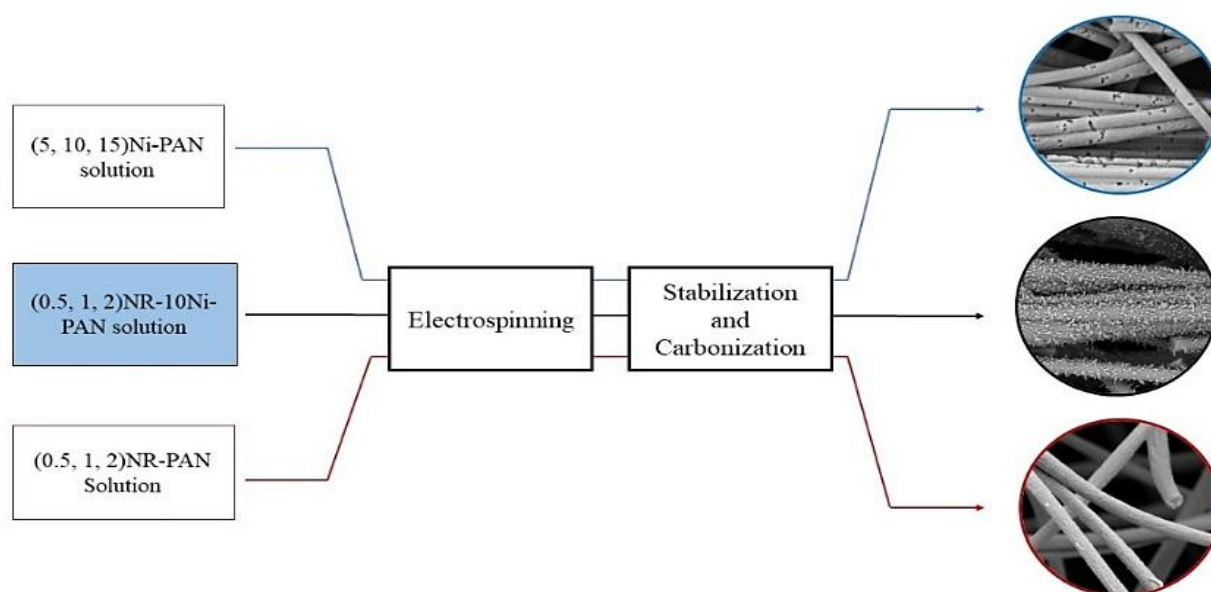 (5, 10, 15)Ni-PAN
solution
(0.5, 1, 2)NR-10Ni-
PAN solution
(0.5, 1, 2)NR-PAN
Solution
Electrospinning
Stabilization
and
Carbonization